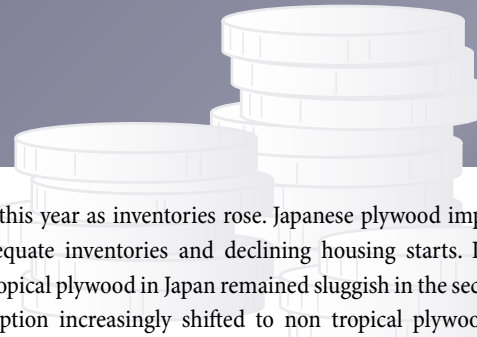 this year as inventories rose. Japanese plywood imp
equate inventories and declining housing starts. I
opical plywood in Japan remained sluggish in the sec
ption increasingly shifted to non tropical plywoo